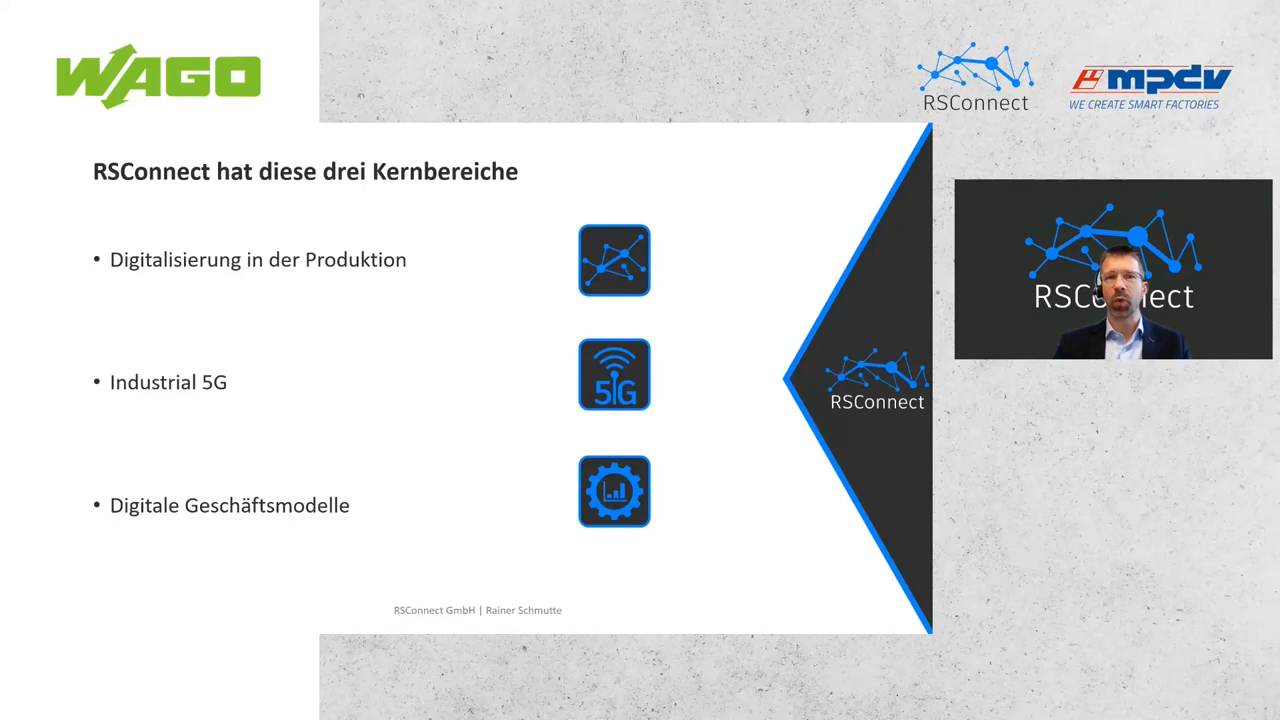 WAGO
RSConnect
mpdv
WE CREATE SMART FACTORIES
RSConnect hat diese drei Kernbereiche
• Digitalisierung in der Produktion
• Industrial 5G
5G
• Digitale Geschäftsmodelle
RSConnect
RSConnect GmbH | Rainer Schmutte